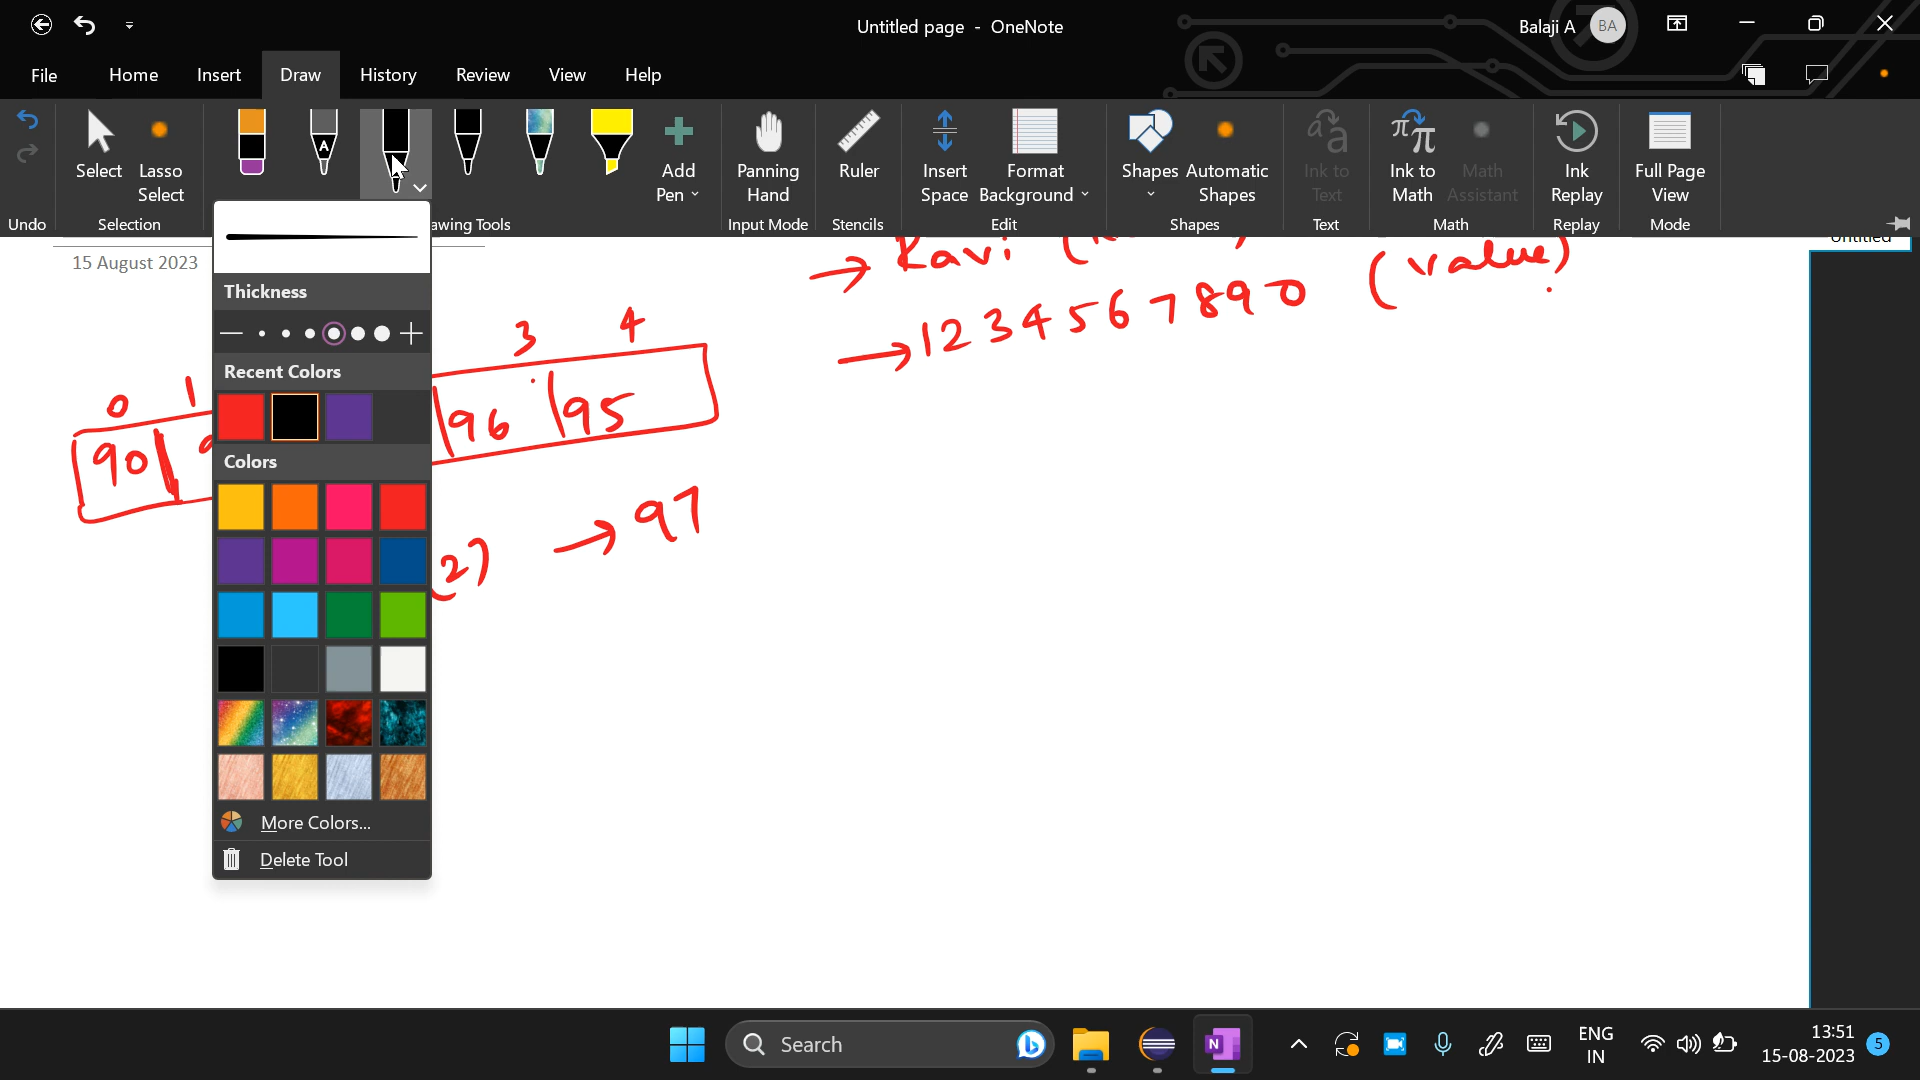 Untitled page - OneNote
Balaji A
BA
File Home Insert Draw History Review View Help
A
Select
Lasso
Select
Add
Pen
Panning
Hand
Ruler
Insert
Space
Format
Background
Shapes
Automatic
Shapes
Ink to
Text
Ink to
Math
Math
Assistant
Ink
Replay
Full Page
View
Undo Selection awing Tools Input Mode Stencils Edit Shapes Text Math Replay Mode
Untitled
15 August 2023
Thickness
Recent Colors
Colors
More Colors...
Delete Tool
→ Ravi
(value)
→ 1234567890
0 1 3 4
90 96 95
(2) → 97
Search
N
ENG
IN
13:51
15-08-2023
5